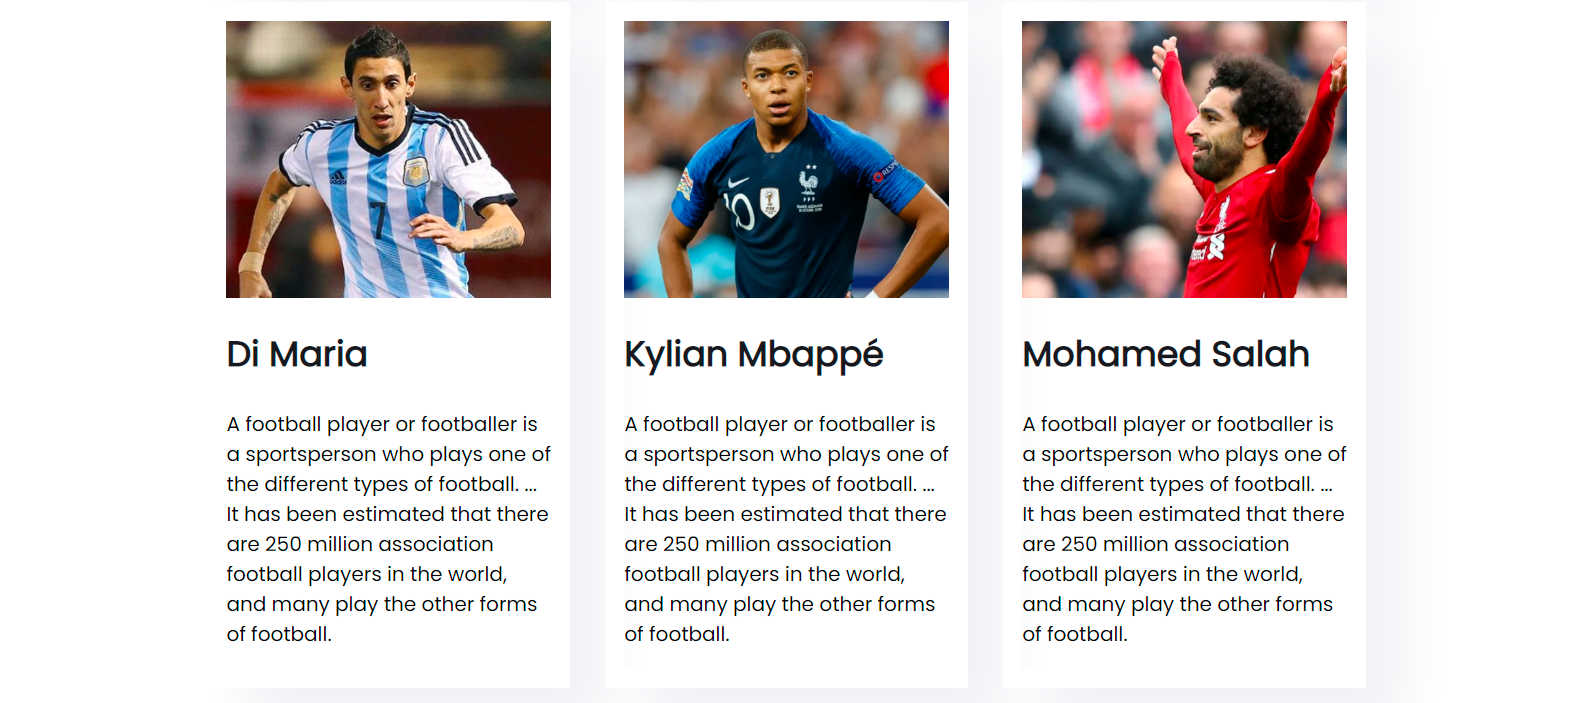 7
10
RESPE
Di Maria
A football player or footballer is
a sportsperson who plays one of
the different types of football. ...
It has been estimated that there
are 250 million association
football players in the world,
and many play the other forms
of football.
Kylian Mbappé
A football player or footballer is
a sportsperson who plays one of
the different types of football. ...
It has been estimated that there
are 250 million association
football players in the world,
and many play the other forms
of football.
Mohamed Salah
A football player or footballer is
a sportsperson who plays one of
the different types of football. ...
It has been estimated that there
are 250 million association
football players in the world,
and many play the other forms
of football.